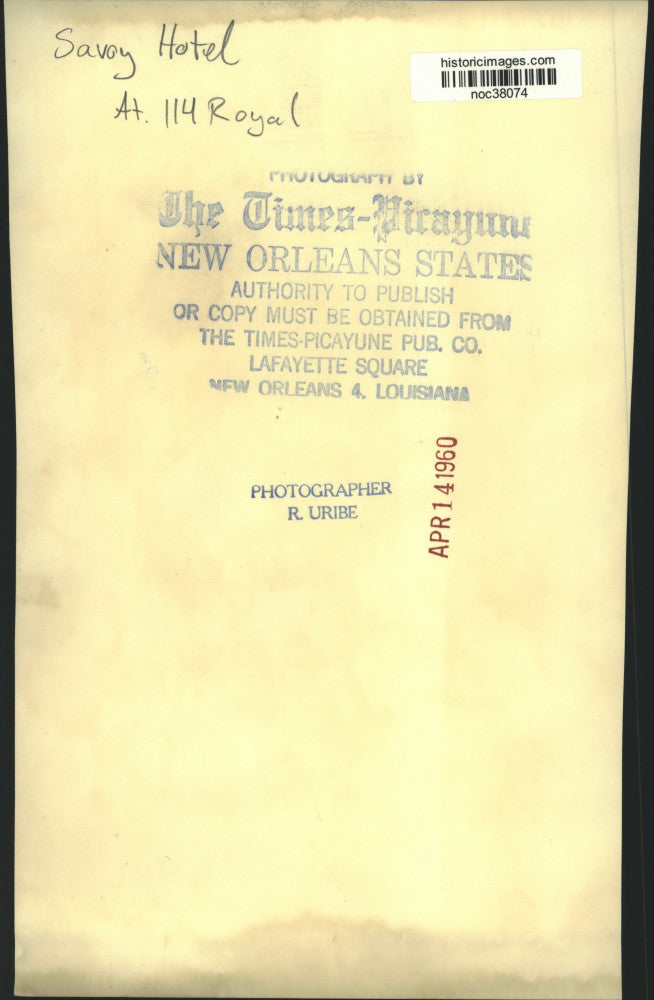 Savoy Hotel
At. 114 Royal
historicimages.com
noc38074
PHOTOGRAPH BY
The Times-Picayune
NEW ORLEANS STATES
AUTHORITY TO PUBLISH
OR COPY MUST BE OBTAINED FROM
THE TIMES-PICAYUNE PUB. CO.
LAFAYETTE SQUARE
NEW ORLEANS 4, LOUISIANA
PHOTOGRAPHER
R. URIBE
APR 14 1960